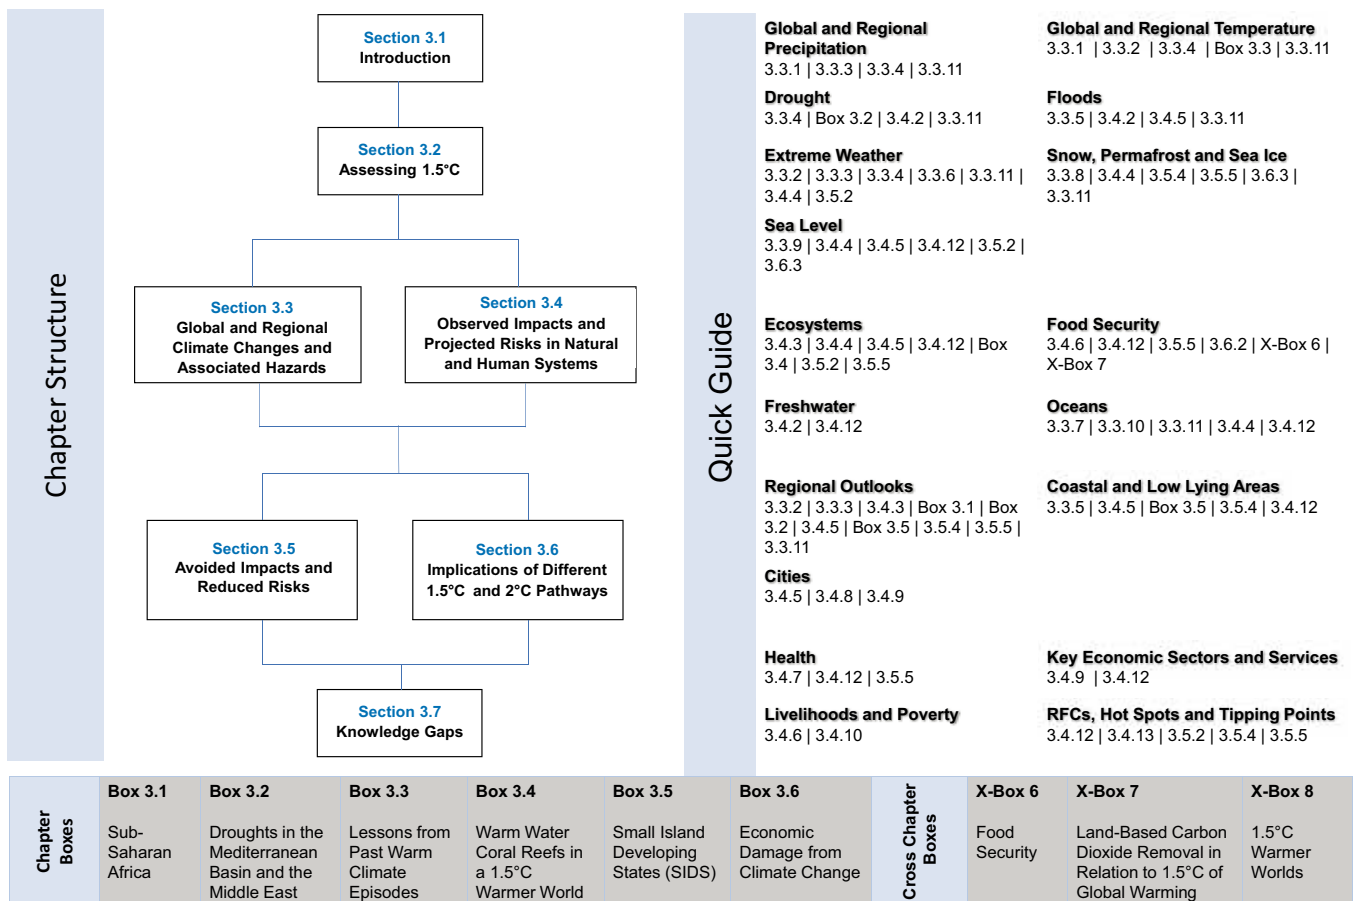 Chapter Structure
Section 3.1
Introduction
Section 3.2
Assessing 1.5°C
Section 3.3
Global and Regional
Climate Changes and
Associated Hazards
Section 3.4
Observed Impacts and
Projected Risks in Natural
and Human Systems
Section 3.5
Avoided Impacts and
Reduced Risks
Section 3.6
Implications of Different
1.5°C and 2°C Pathways
Section 3.7
Knowledge Gaps
Quick Guide
Global and Regional
Precipitation
3.3.1 | 3.3.3 | 3.3.4 | 3.3.11
Global and Regional Temperature
3.3.1 | 3.3.2 | 3.3.4 | Box 3.3 | 3.3.11
Drought
3.3.4 | Box 3.2 | 3.4.2 | 3.3.11
Floods
3.3.5 | 3.4.2 | 3.4.5 | 3.3.11
Extreme Weather
3.3.2 | 3.3.3 | 3.3.4 | 3.3.6 | 3.3.11 |
3.4.4 | 3.5.2
Snow, Permafrost and Sea Ice
3.3.8 | 3.4.4 | 3.5.4 | 3.5.5 | 3.6.3 |
3.3.11
Sea Level
3.3.9 | 3.4.4 | 3.4.5 | 3.4.12 | 3.5.2 |
3.6.3
Ecosystems
3.4.3 | 3.4.4 | 3.4.5 | 3.4.12 | Box
3.4 | 3.5.2 | 3.5.5
Food Security
3.4.6 | 3.4.12 | 3.5.5 | 3.6.2 | X-Box 6 |
X-Box 7
Freshwater
3.4.2 | 3.4.12
Oceans
3.3.7 | 3.3.10 | 3.3.11 | 3.4.4 | 3.4.12
Regional Outlooks
3.3.2 | 3.3.3 | 3.4.3 | Box 3.1 | Box
3.2 | 3.4.5 | Box 3.5 | 3.5.4 | 3.5.5 |
3.3.11
Coastal and Low Lying Areas
3.3.5 | 3.4.5 | Box 3.5 | 3.5.4 | 3.4.12
Cities
3.4.5 | 3.4.8 | 3.4.9
Health
3.4.7 | 3.4.12 | 3.5.5
Key Economic Sectors and Services
3.4.9 | 3.4.12
Livelihoods and Poverty
3.4.6 | 3.4.10
RFCs, Hot Spots and Tipping Points
3.4.12 | 3.4.13 | 3.5.2 | 3.5.4 | 3.5.5
Chapter
Boxes
Box 3.1
Sub-
Saharan
Africa
Box 3.2
Droughts in the
Mediterranean
Basin and the
Middle East
Box 3.3
Lessons from
Past Warm
Climate
Episodes
Box 3.4
Warm Water
Coral Reefs in
a 1.5°C
Warmer World
Box 3.5
Small Island
Developing
States (SIDS)
Box 3.6
Economic
Damage from
Climate Change
Cross Chapter
Boxes
X-Box 6
Food
Security
X-Box 7
Land-Based Carbon
Dioxide Removal in
Relation to 1.5°C of
Global Warming
X-Box 8
1.5°C
Warmer
Worlds